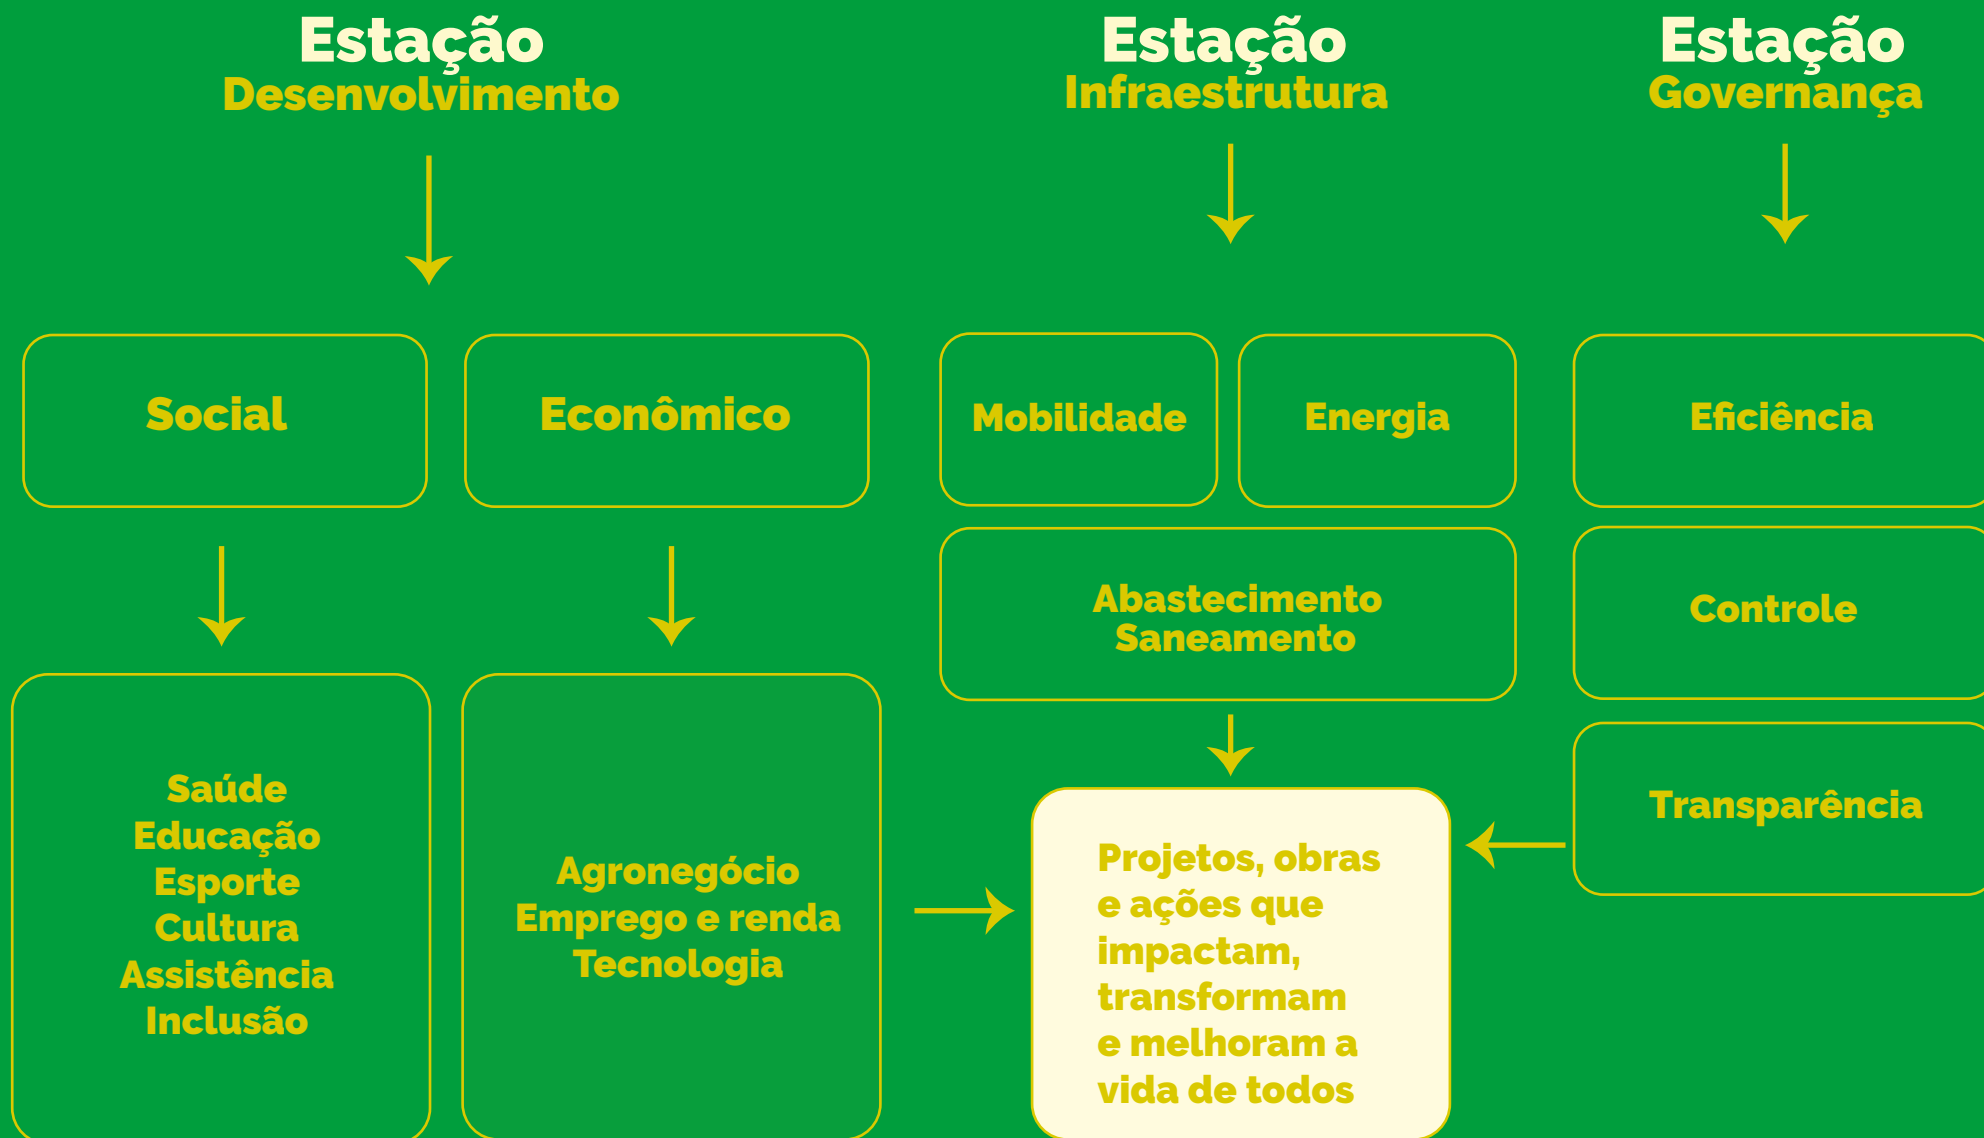 Estação
Desenvolvimento
Social
Econômico
Saúde
Educação
Esporte
Cultura
Assistência
Inclusão
Agronegócio
Emprego e renda
Tecnologia
Estação
Infraestrutura
Mobilidade
Energia
Abastecimento
Saneamento
Estação
Governança
Eficiência
Controle
Transparência
Projetos, obras
e ações que
impactam,
transformam
e melhoram a
vida de todos